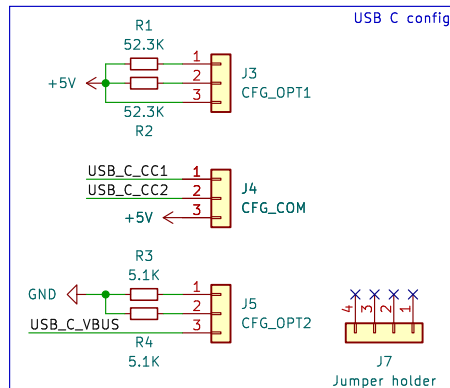 USB C config
R1
52.3K
+5V
1
2
3
J3
CFG_OPT1
52.3K
R2
USB_C_CC1
USB_C_CC2
+5V
1
2
3
J4
CFG_COM
R3
5.1K
GND
USB_C_VBUS
1
2
3
J5
CFG_OPT2
R4
5.1K
4
3
2
1
J7
Jumper holder